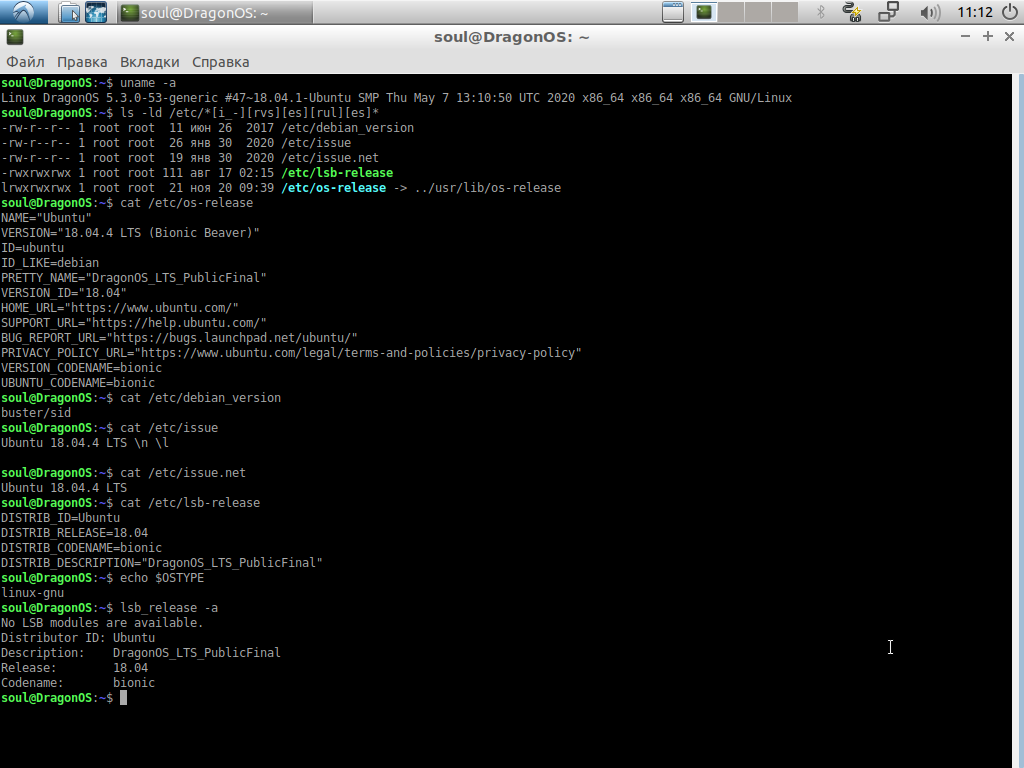 soul@DragonOS: ~
11:12
soul@DragonOS: ~
Файл Правка Вкладки Справка
soul@DragonOS:~$ uname -a
Linux DragonOS 5.3.0-53-generic #47~18.04.1-Ubuntu SMP Thu May 7 13:10:50 UTC 2020 x86_64 x86_64 x86_64 GNU/Linux
soul@DragonOS:~$ ls -ld /etc/*[i_-][rvs][es][rul][es]*
-rw-r--r-- 1 root root  11 июн 26  2017 /etc/debian_version
-rw-r--r-- 1 root root  26 янв 30  2020 /etc/issue
-rw-r--r-- 1 root root  19 янв 30  2020 /etc/issue.net
-rwxrwxrwx 1 root root 111 авг 17 02:15 /etc/lsb-release
lrwxrwxrwx 1 root root  21 ноя 20 09:39 /etc/os-release -> ../usr/lib/os-release
soul@DragonOS:~$ cat /etc/os-release
NAME="Ubuntu"
VERSION="18.04.4 LTS (Bionic Beaver)"
ID=ubuntu
ID_LIKE=debian
PRETTY_NAME="DragonOS_LTS_PublicFinal"
VERSION_ID="18.04"
HOME_URL="https://www.ubuntu.com/"
SUPPORT_URL="https://help.ubuntu.com/"
BUG_REPORT_URL="https://bugs.launchpad.net/ubuntu/"
PRIVACY_POLICY_URL="https://www.ubuntu.com/legal/terms-and-policies/privacy-policy"
VERSION_CODENAME=bionic
UBUNTU_CODENAME=bionic
soul@DragonOS:~$ cat /etc/debian_version
buster/sid
soul@DragonOS:~$ cat /etc/issue
Ubuntu 18.04.4 LTS \n \l
soul@DragonOS:~$ cat /etc/issue.net
Ubuntu 18.04.4 LTS
soul@DragonOS:~$ cat /etc/lsb-release
DISTRIB_ID=Ubuntu
DISTRIB_RELEASE=18.04
DISTRIB_CODENAME=bionic
DISTRIB_DESCRIPTION="DragonOS_LTS_PublicFinal"
soul@DragonOS:~$ echo $OSTYPE
linux-gnu
soul@DragonOS:~$ lsb_release -a
No LSB modules are available.
Distributor ID: Ubuntu
Description:    DragonOS_LTS_PublicFinal
Release:        18.04
Codename:       bionic
soul@DragonOS:~$